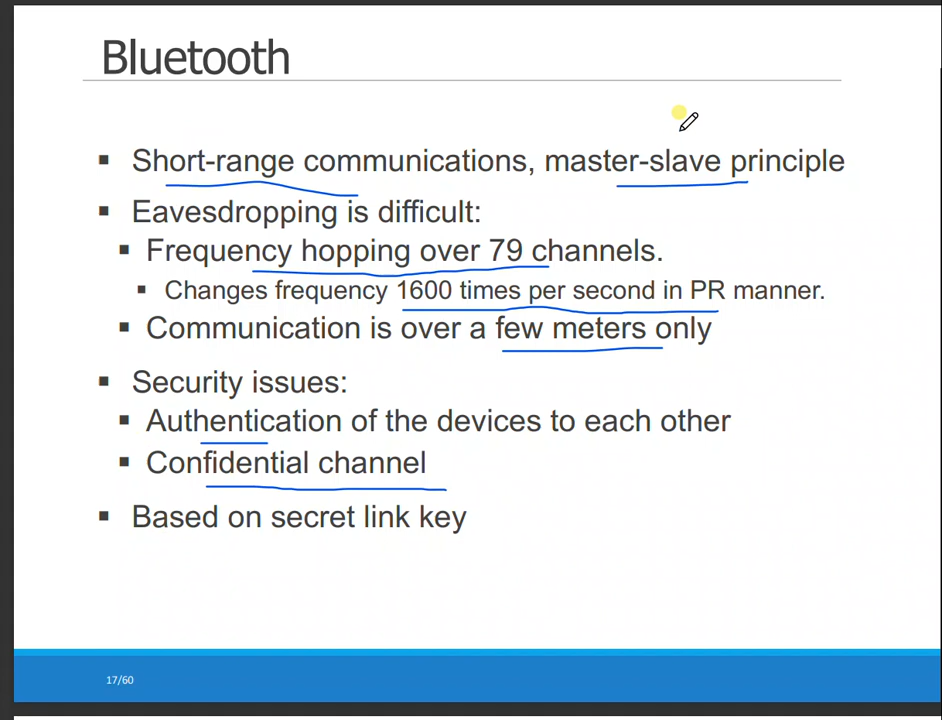 Bluetooth
▪ Short-range communications, master-slave principle
▪ Eavesdropping is difficult:
▪ Frequency hopping over 79 channels.
▪ Changes frequency 1600 times per second in PR manner.
▪ Communication is over a few meters only
▪ Security issues:
▪ Authentication of the devices to each other
▪ Confidential channel
▪ Based on secret link key
17/60